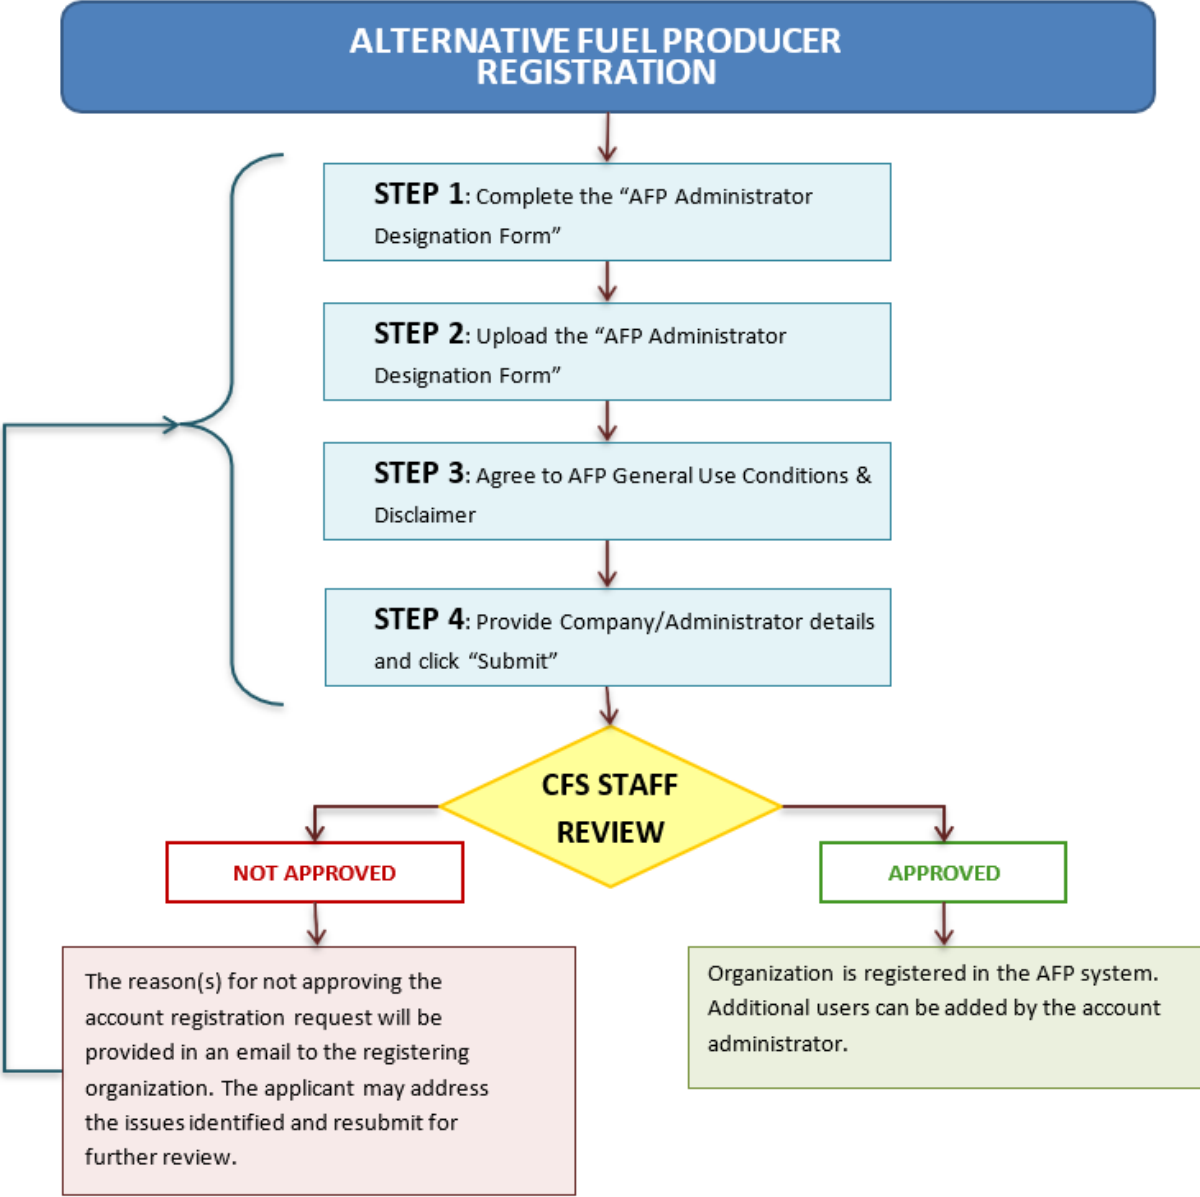 ALTERNATIVE FUEL PRODUCER
REGISTRATION
STEP 1: Complete the “AFP Administrator
Designation Form”
STEP 2: Upload the “AFP Administrator
Designation Form”
STEP 3: Agree to AFP General Use Conditions &
Disclaimer
STEP 4: Provide Company/Administrator details
and click “Submit”
CFS STAFF
REVIEW
NOT APPROVED
APPROVED
The reason(s) for not approving the
account registration request will be
provided in an email to the registering
organization. The applicant may address
the issues identified and resubmit for
further review.
Organization is registered in the AFP system.
Additional users can be added by the account
administrator.